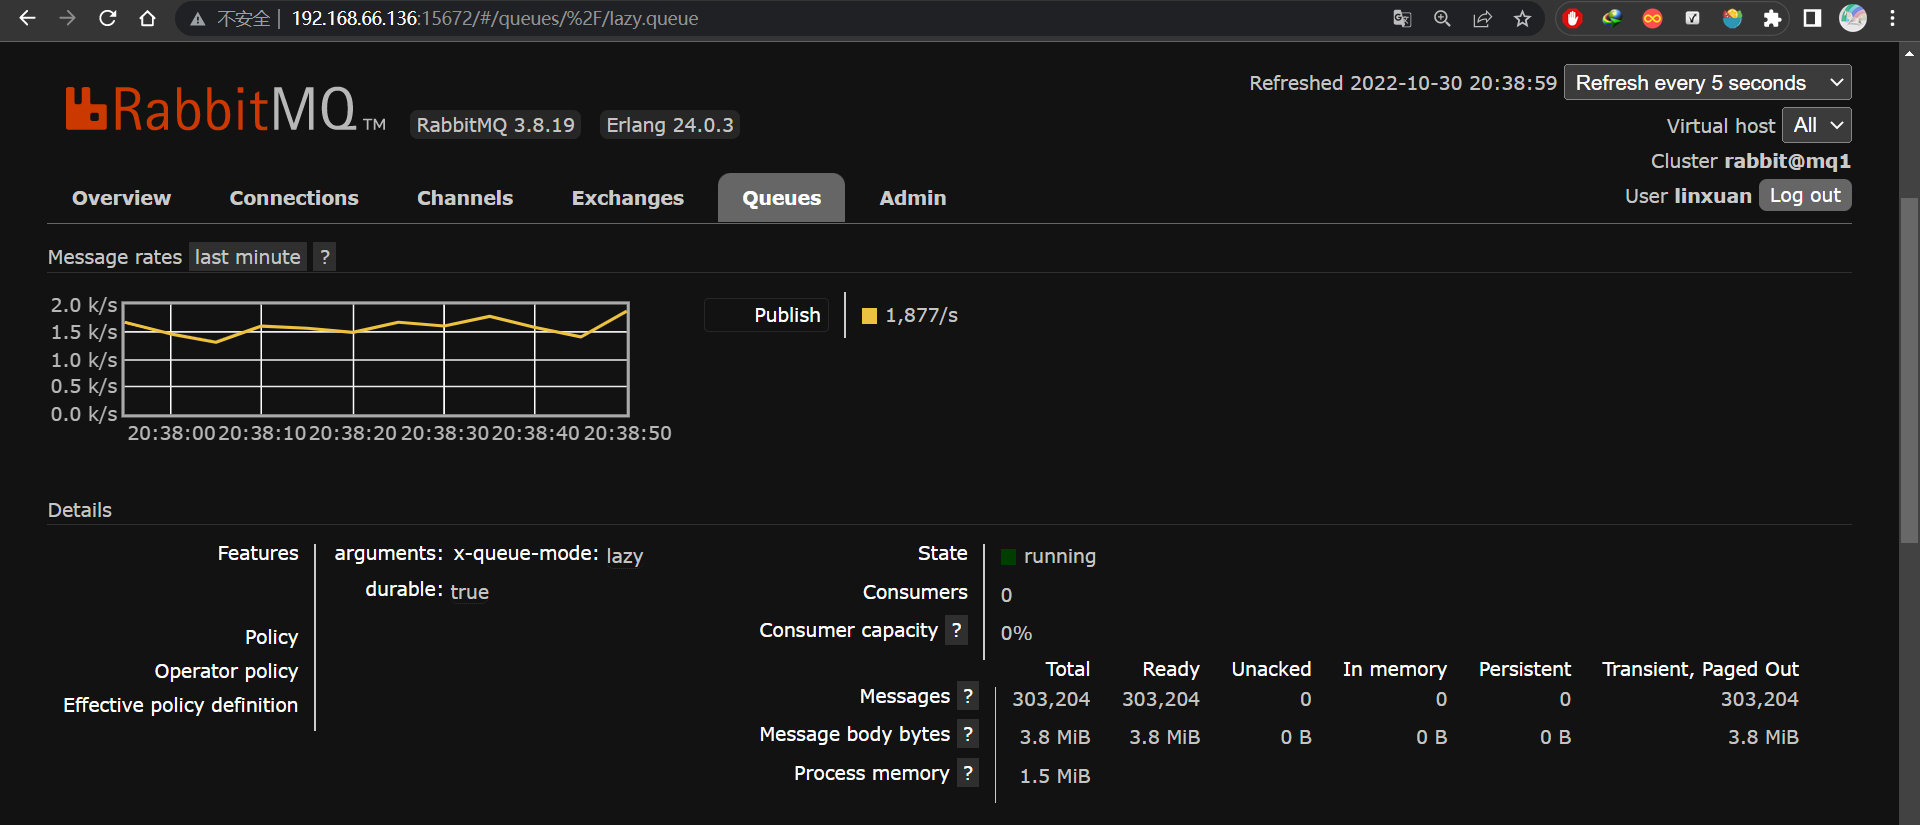 不安全 | 192.168.66.136:15672/#/queues/%2F/lazy.queue
RabbitMQ TM RabbitMQ 3.8.19 Erlang 24.0.3
Refreshed 2022-10-30 20:38:59 Refresh every 5 seconds
Virtual host All
Cluster rabbit@mq1
User linxuan Log out
Overview Connections Channels Exchanges Queues Admin
Message rates last minute ?
2.0 k/s
1.5 k/s
1.0 k/s
0.5 k/s
0.0 k/s
20:38:00 20:38:10 20:38:20 20:38:30 20:38:40 20:38:50
Publish 1,877/s
Details
Features arguments: x-queue-mode: lazy
durable: true
Policy
Operator policy
Effective policy definition
State running
Consumers 0
Consumer capacity ? 0%
Total Ready Unacked In memory Persistent Transient, Paged Out
Messages ? 303,204 303,204 0 0 0 303,204
Message body bytes ? 3.8 MiB 3.8 MiB 0 B 0 B 0 B 3.8 MiB
Process memory ? 1.5 MiB